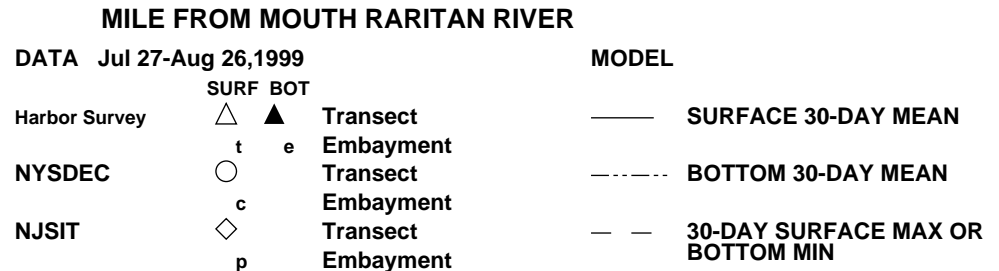 MILE FROM MOUTH RARITAN RIVER
DATA Jul 27-Aug 26,1999 MODEL
SURF BOT
Harbor Survey Transect SURFACE 30-DAY MEAN
t e Embayment
NYSDEC Transect BOTTOM 30-DAY MEAN
c Embayment
NJSIT Transect 30-DAY SURFACE MAX OR
p Embayment BOTTOM MIN